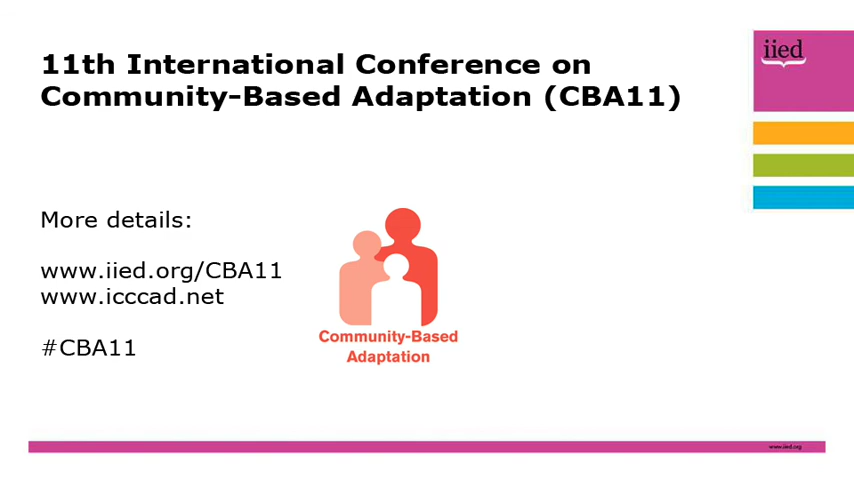 11th International Conference on
Community-Based Adaptation (CBA11)
iied
More details:
www.iied.org/CBA11
www.icccad.net
#CBA11
Community-Based
Adaptation
www.iied.org